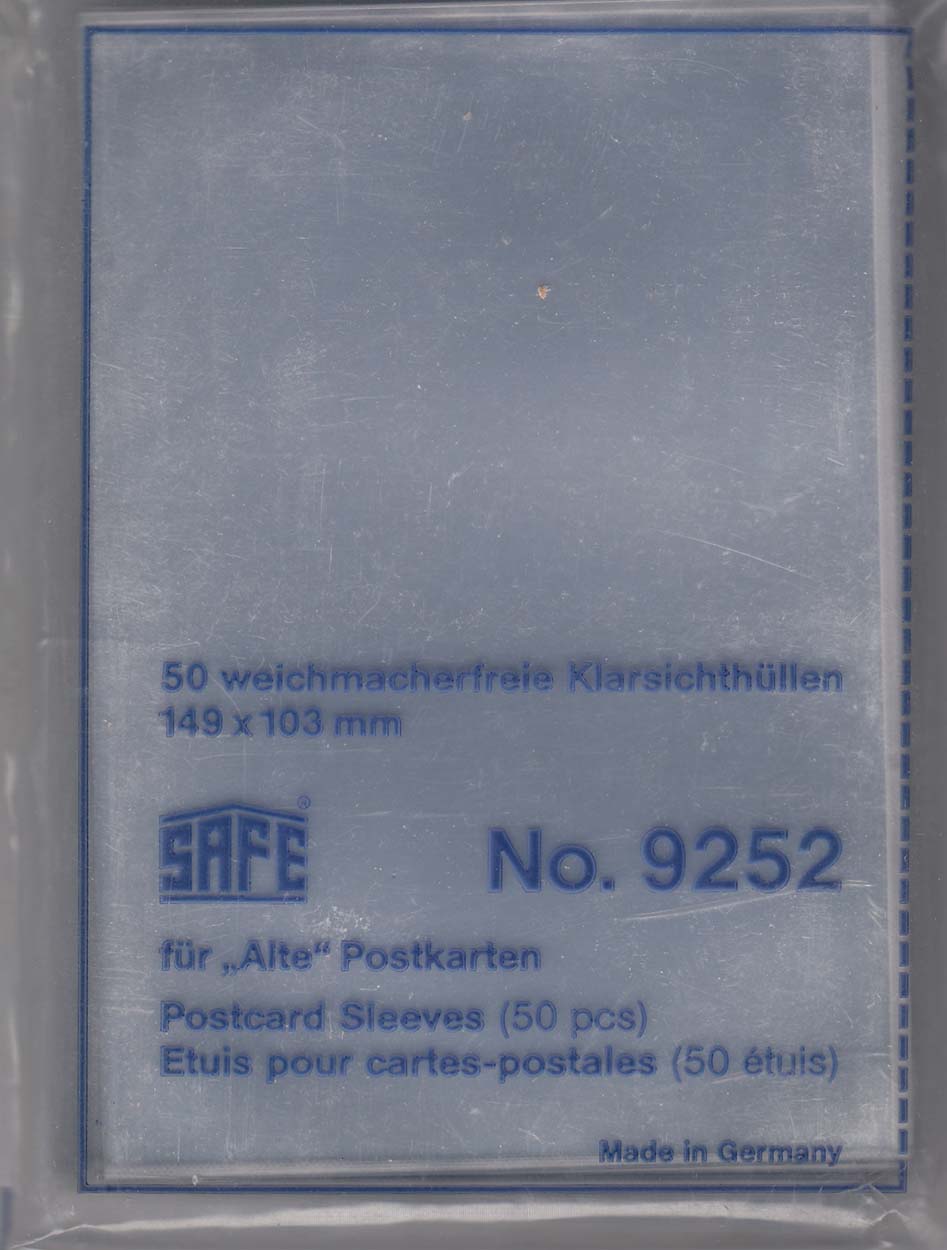 50 weichmacherfreie Klarsichthüllen
149 x 103 mm
SAFE®
No. 9252
für „Alte“ Postkarten
Postcard Sleeves (50 pcs)
Etuis pour cartes-postales (50 étuis)
Made in Germany